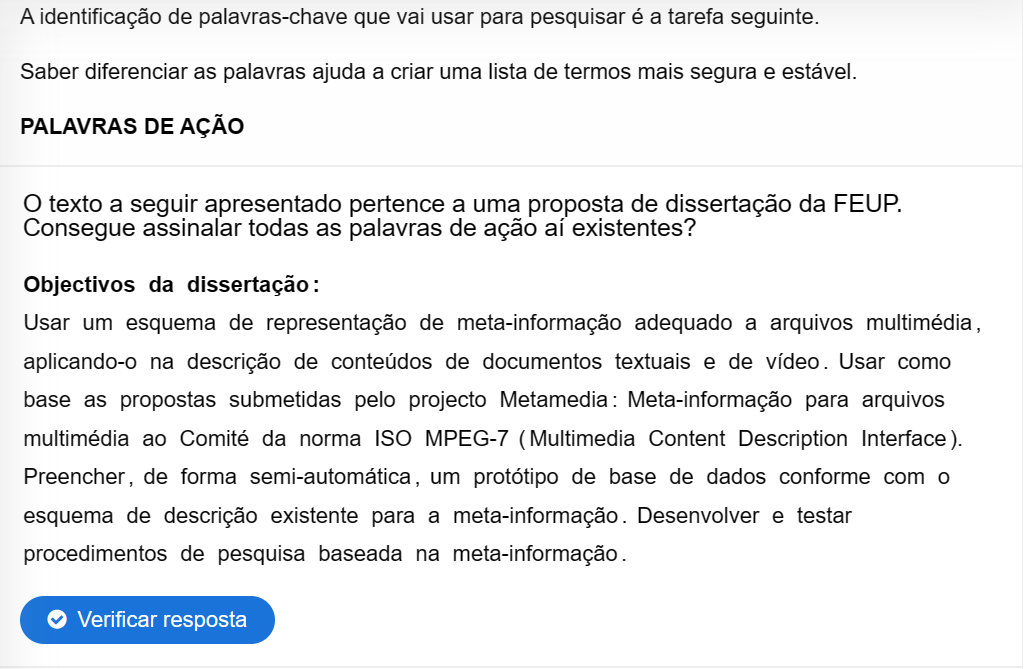 A identificação de palavras-chave que vai usar para pesquisar é a tarefa seguinte.
Saber diferenciar as palavras ajuda a criar uma lista de termos mais segura e estável.
PALAVRAS DE AÇÃO
O texto a seguir apresentado pertence a uma proposta de dissertação da FEUP.
Consegue assinalar todas as palavras de ação aí existentes?
Objectivos da dissertação:
Usar um esquema de representação de meta-informação adequado a arquivos multimédia,
aplicando-o na descrição de conteúdos de documentos textuais e de vídeo. Usar como
base as propostas submetidas pelo projecto Metamedia: Meta-informação para arquivos
multimédia ao Comité da norma ISO MPEG-7 (Multimedia Content Description Interface).
Preencher, de forma semi-automática, um protótipo de base de dados conforme com o
esquema de descrição existente para a meta-informação. Desenvolver e testar
procedimentos de pesquisa baseada na meta-informação.
Verificar resposta